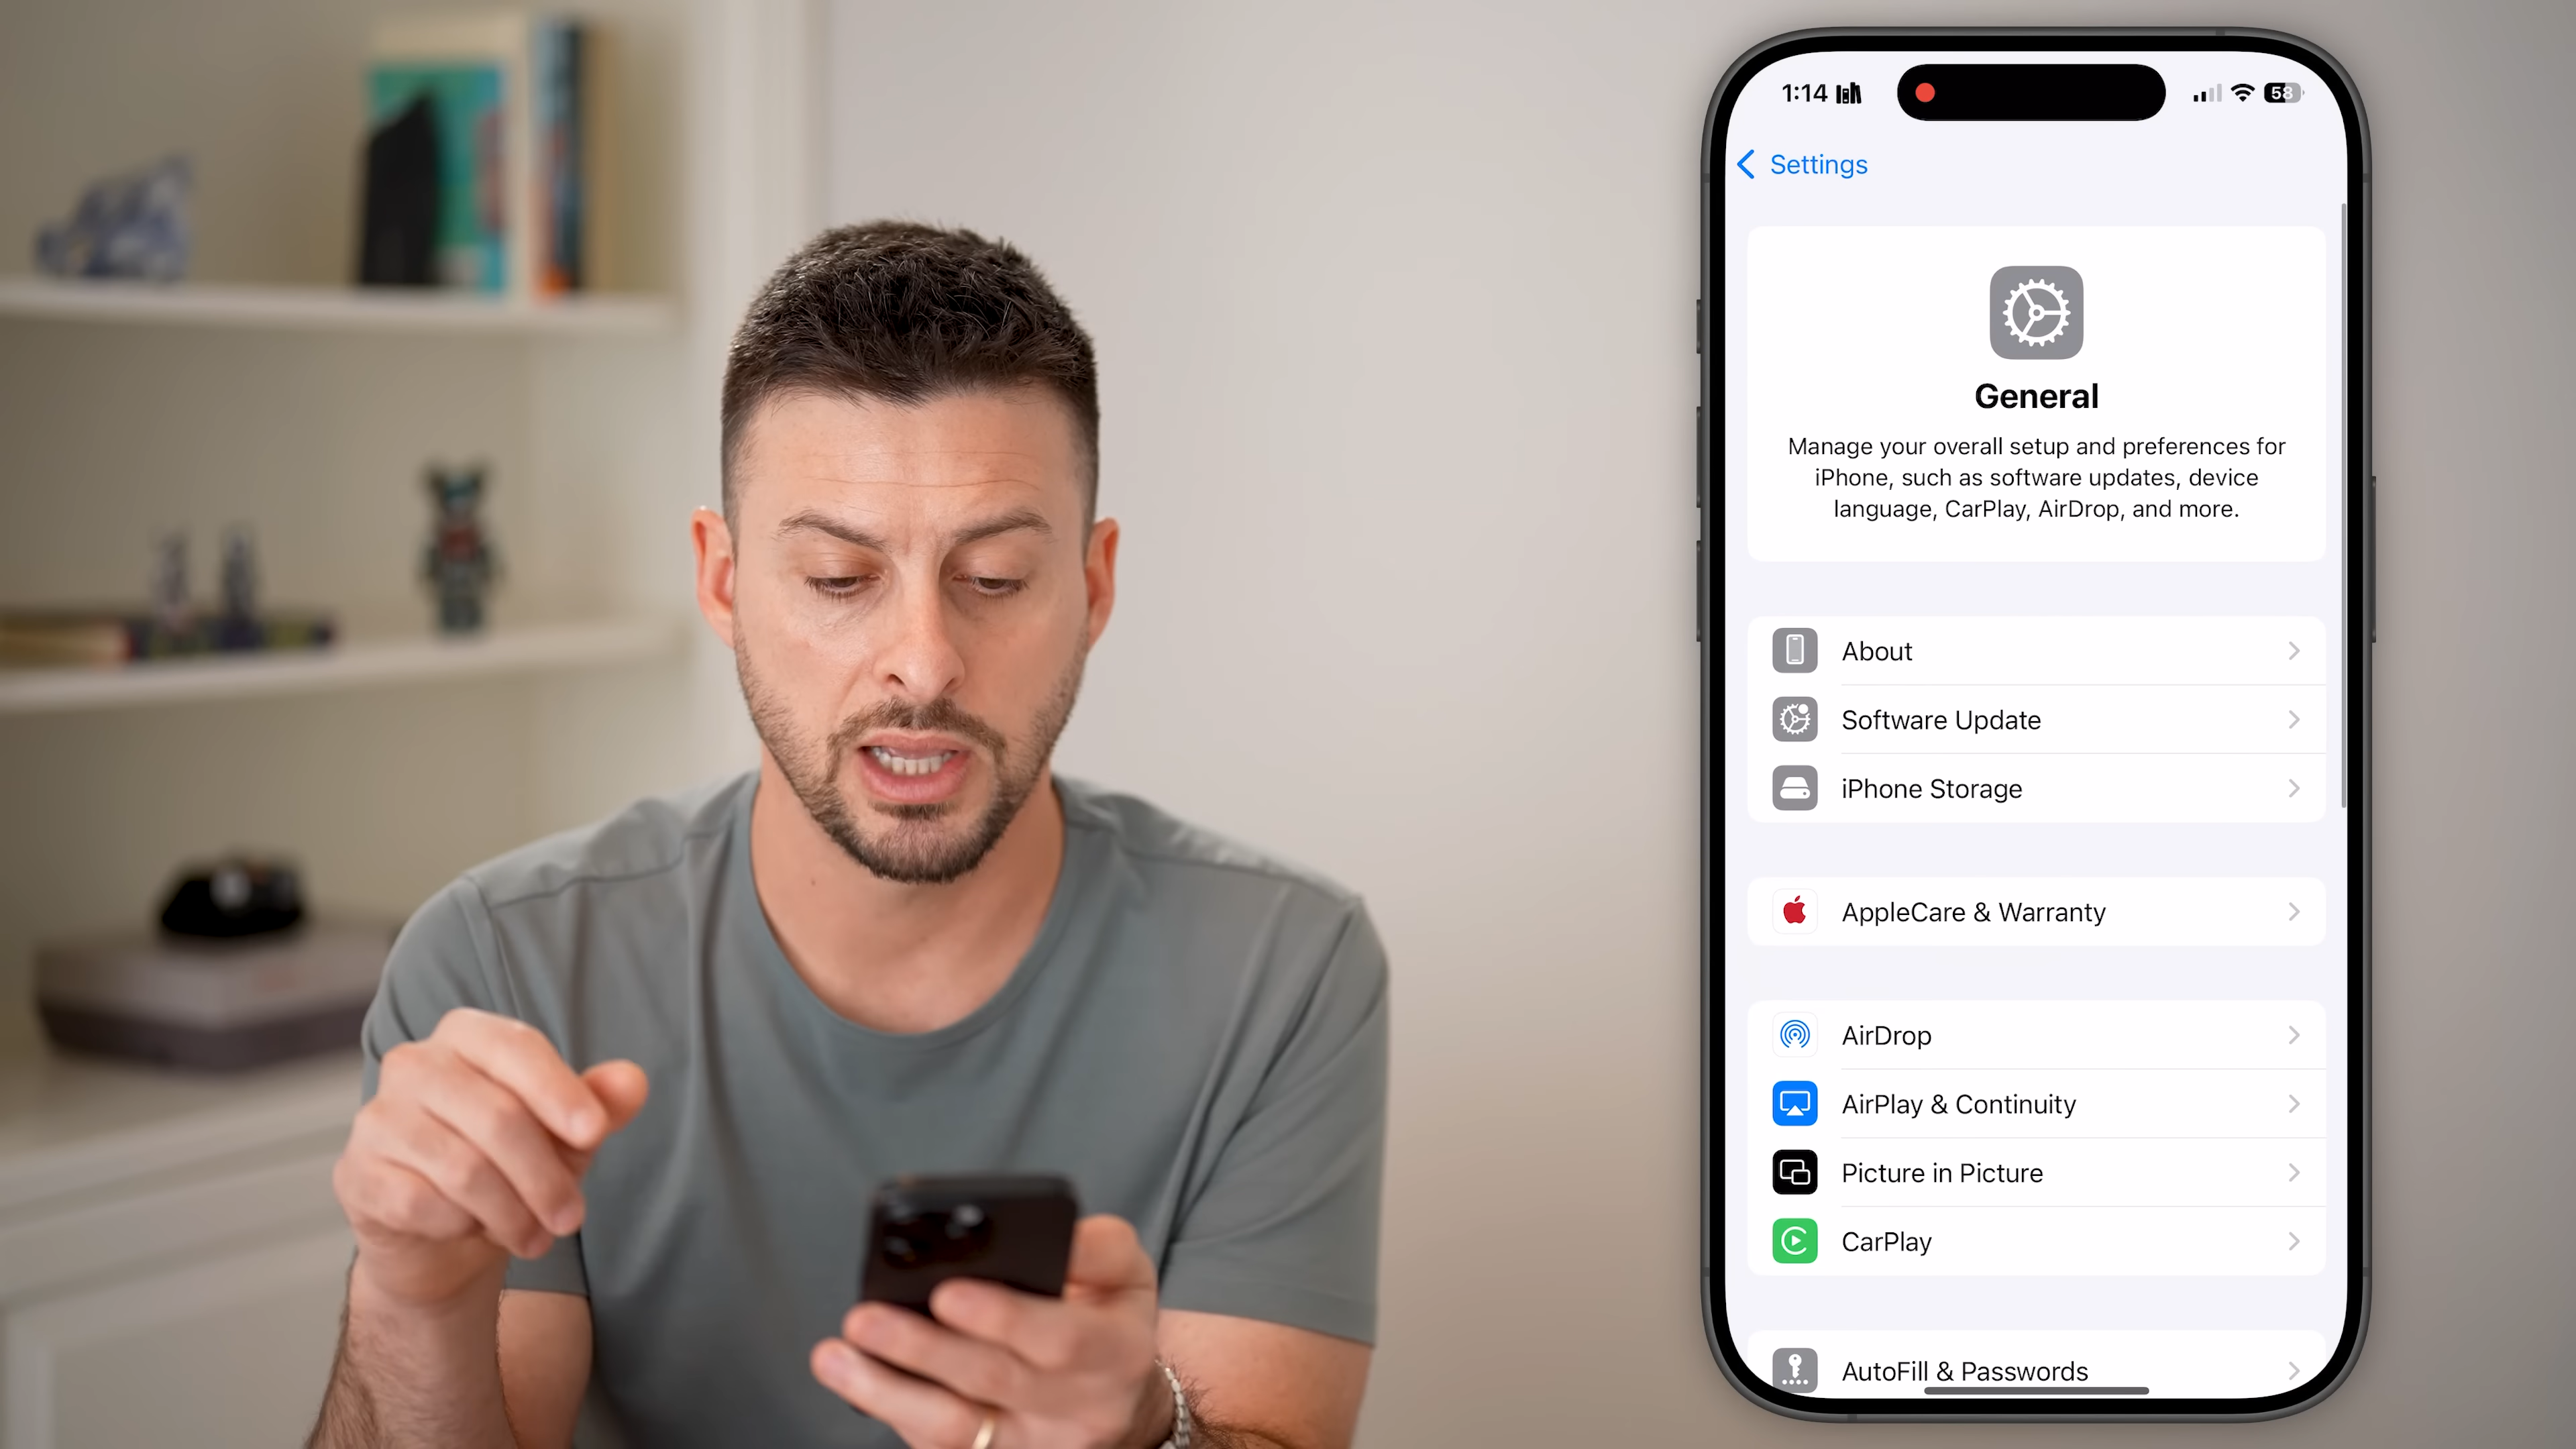 1:14
58
Settings
General
Manage your overall setup and preferences for
iPhone, such as software updates, device
language, CarPlay, AirDrop, and more.
About
Software Update
iPhone Storage
AppleCare & Warranty
AirDrop
AirPlay & Continuity
Picture in Picture
CarPlay
AutoFill & Passwords